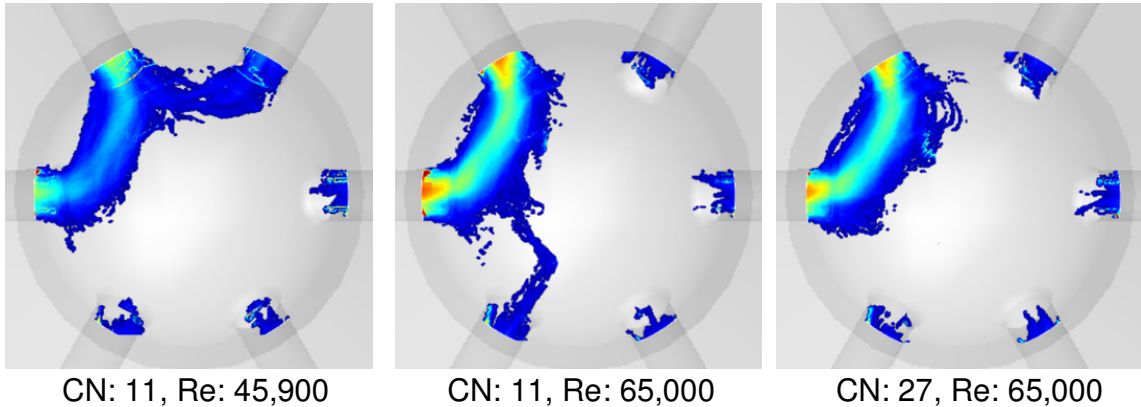 CN: 11, Re: 45,900
CN: 11, Re: 65,000
CN: 27, Re: 65,000